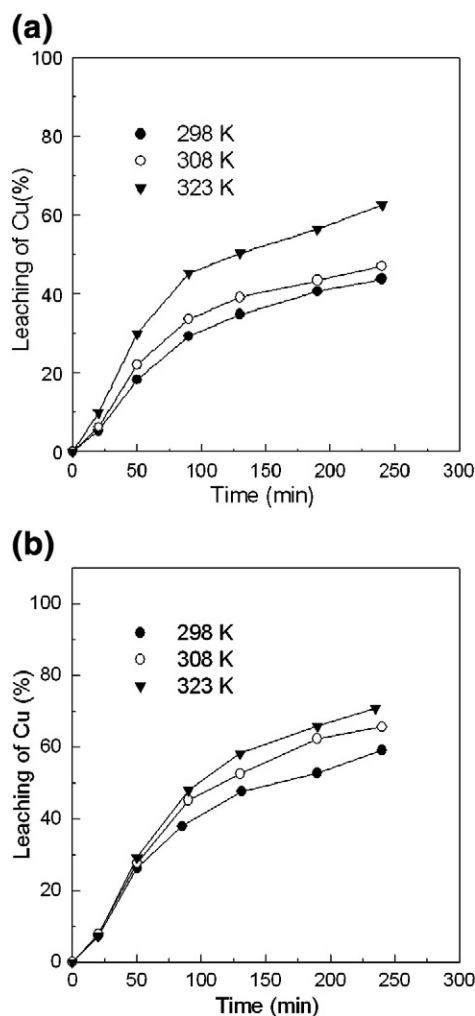 (a)
100
80
60
40
20
0
Leaching of Cu(%)
298 K
308 K
323 K
0 50 100 150 200 250 300
Time (min)
(b)
100
80
60
40
20
0
Leaching of Cu (%)
298 K
308 K
323 K
0 50 100 150 200 250 300
Time (min)